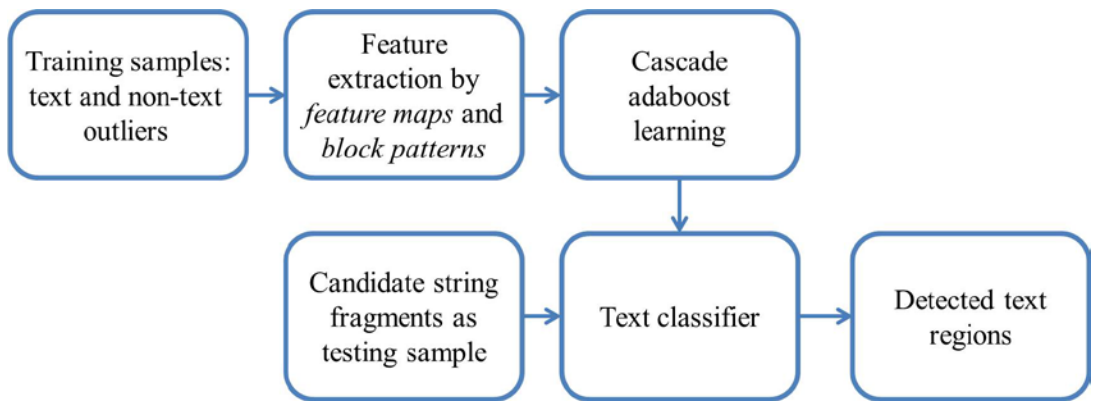 Training samples:
text and non-text
outliers
Feature
extraction by
feature maps and
block patterns
Cascade
adaboost
learning
Candidate string
fragments as
testing sample
Text classifier
Detected text
regions